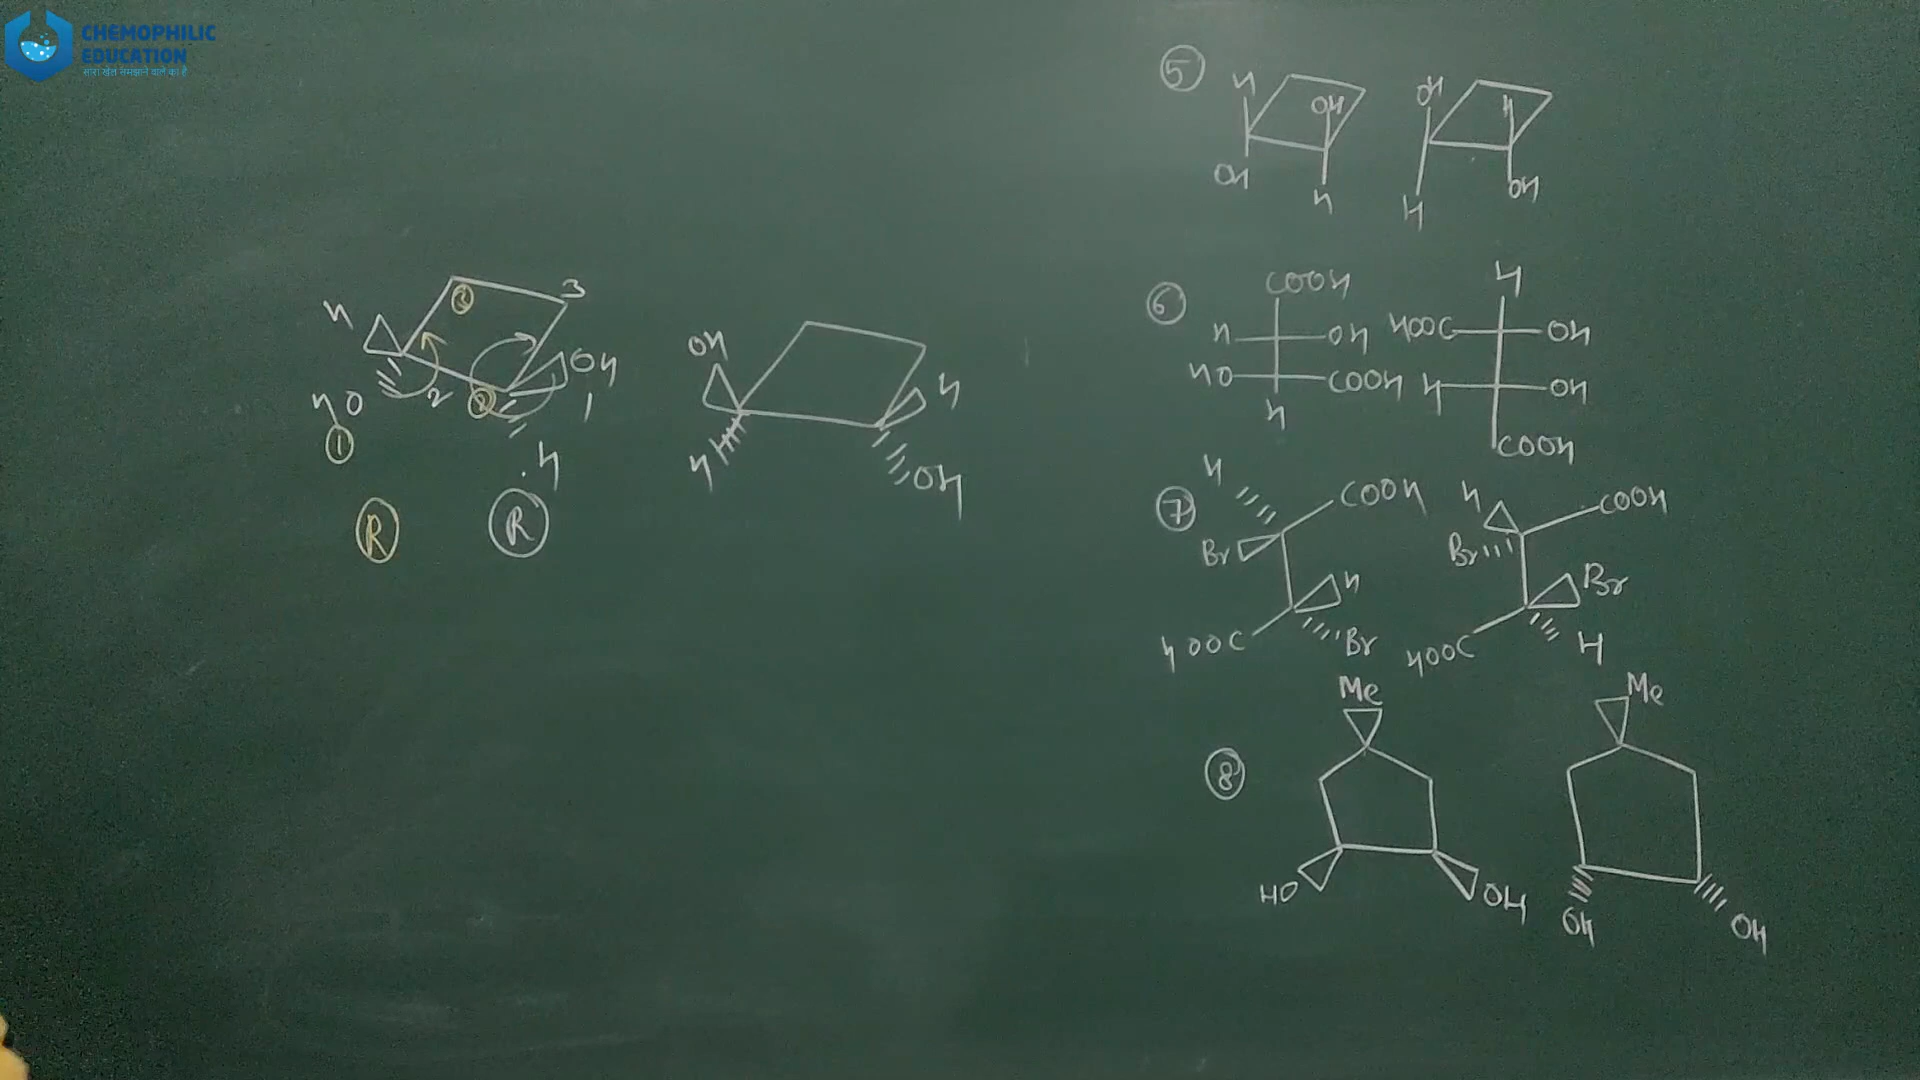 CHEMOPHILIC
EDUCATION
सारा खेल समझाने वाले का है
5
H OH OH H
OH H H OH
6
COOH H
H OH HOOC OH
HO COOH H OH
H COOH
3
2
H OH
HO 2 2 1
1 H
R R
OH H
H OH
7
H COOH H COOH
Br Br
H Br
HOOC Br HOOC H
8
Me Me
HO OH OH OH